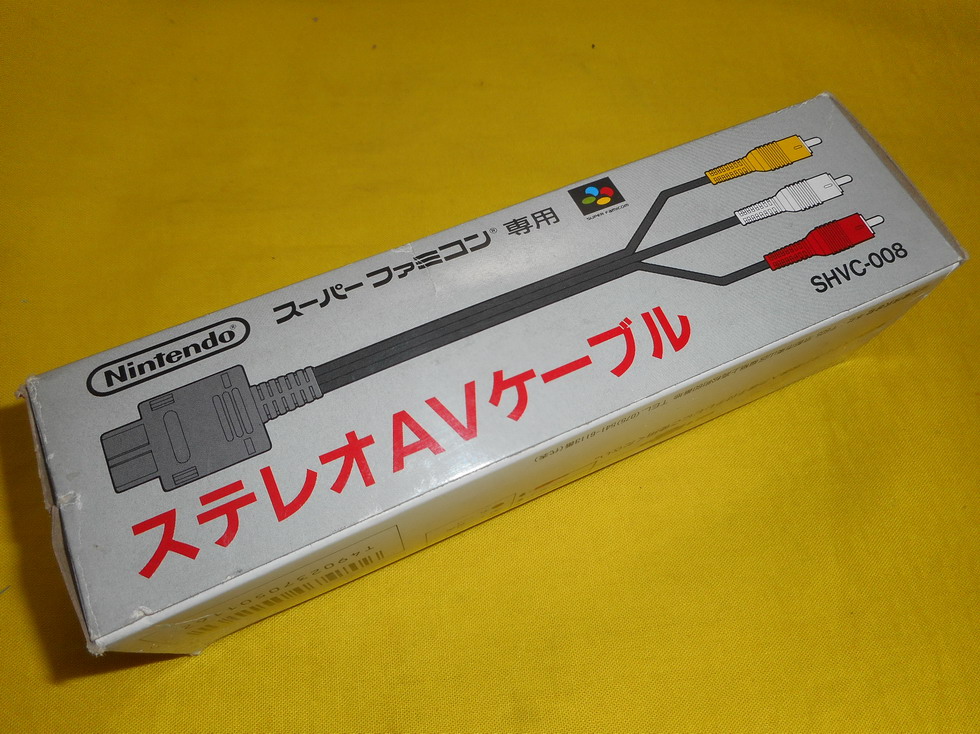 Nintendo®
スーパーファミコン® 専用
SUPER FAMICOM
SHVC-008
ステレオAVケーブル